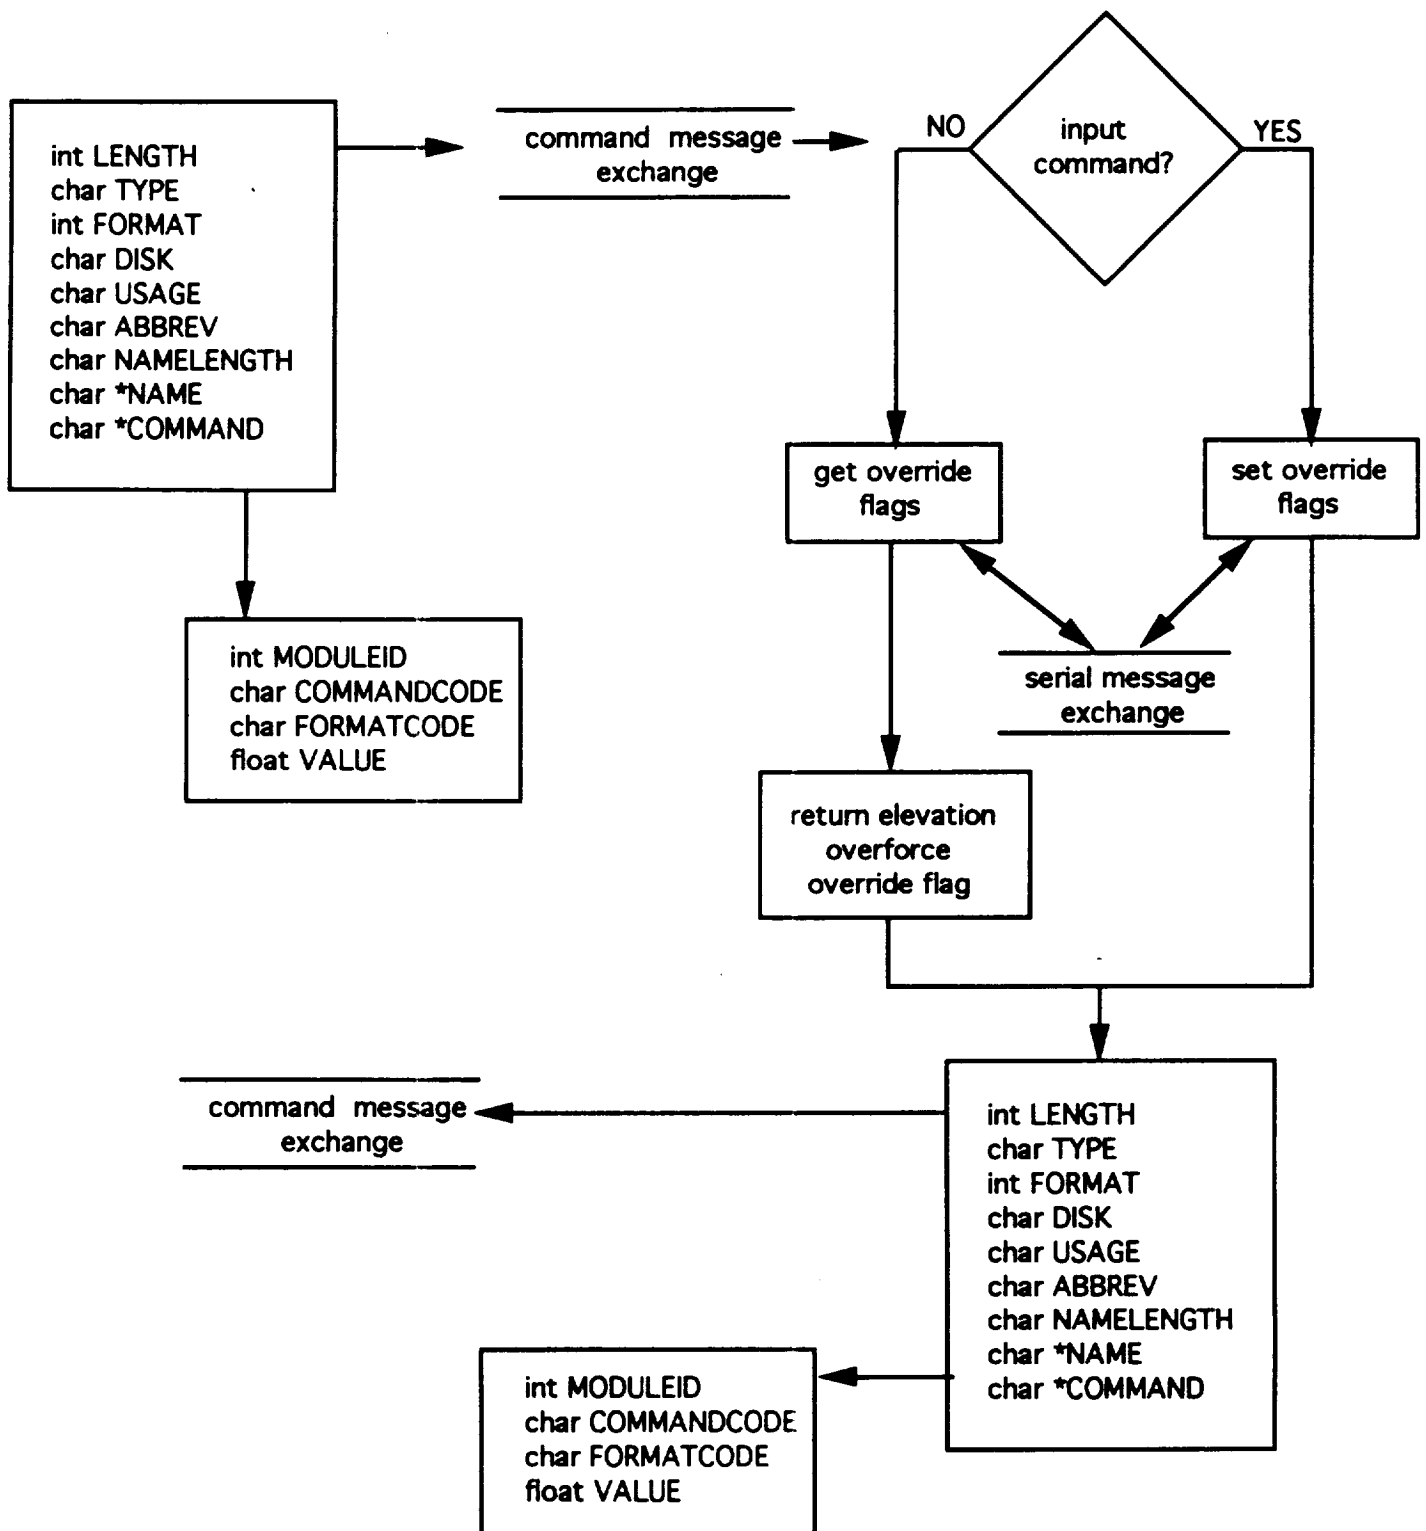 int LENGTH
char TYPE
int FORMAT
char DISK
char USAGE
char ABBREV
char NAMELENGTH
char *NAME
char *COMMAND
command message
exchange
NO
input
command?
YES
get override
flags
set override
flags
int MODULEID
char COMMANDCODE
char FORMATCODE
float VALUE
serial message
exchange
return elevation
overforce
override flag
command message
exchange
int LENGTH
char TYPE
int FORMAT
char DISK
char USAGE
char ABBREV
char NAMELENGTH
char *NAME
char *COMMAND
int MODULEID
char COMMANDCODE
char FORMATCODE
float VALUE